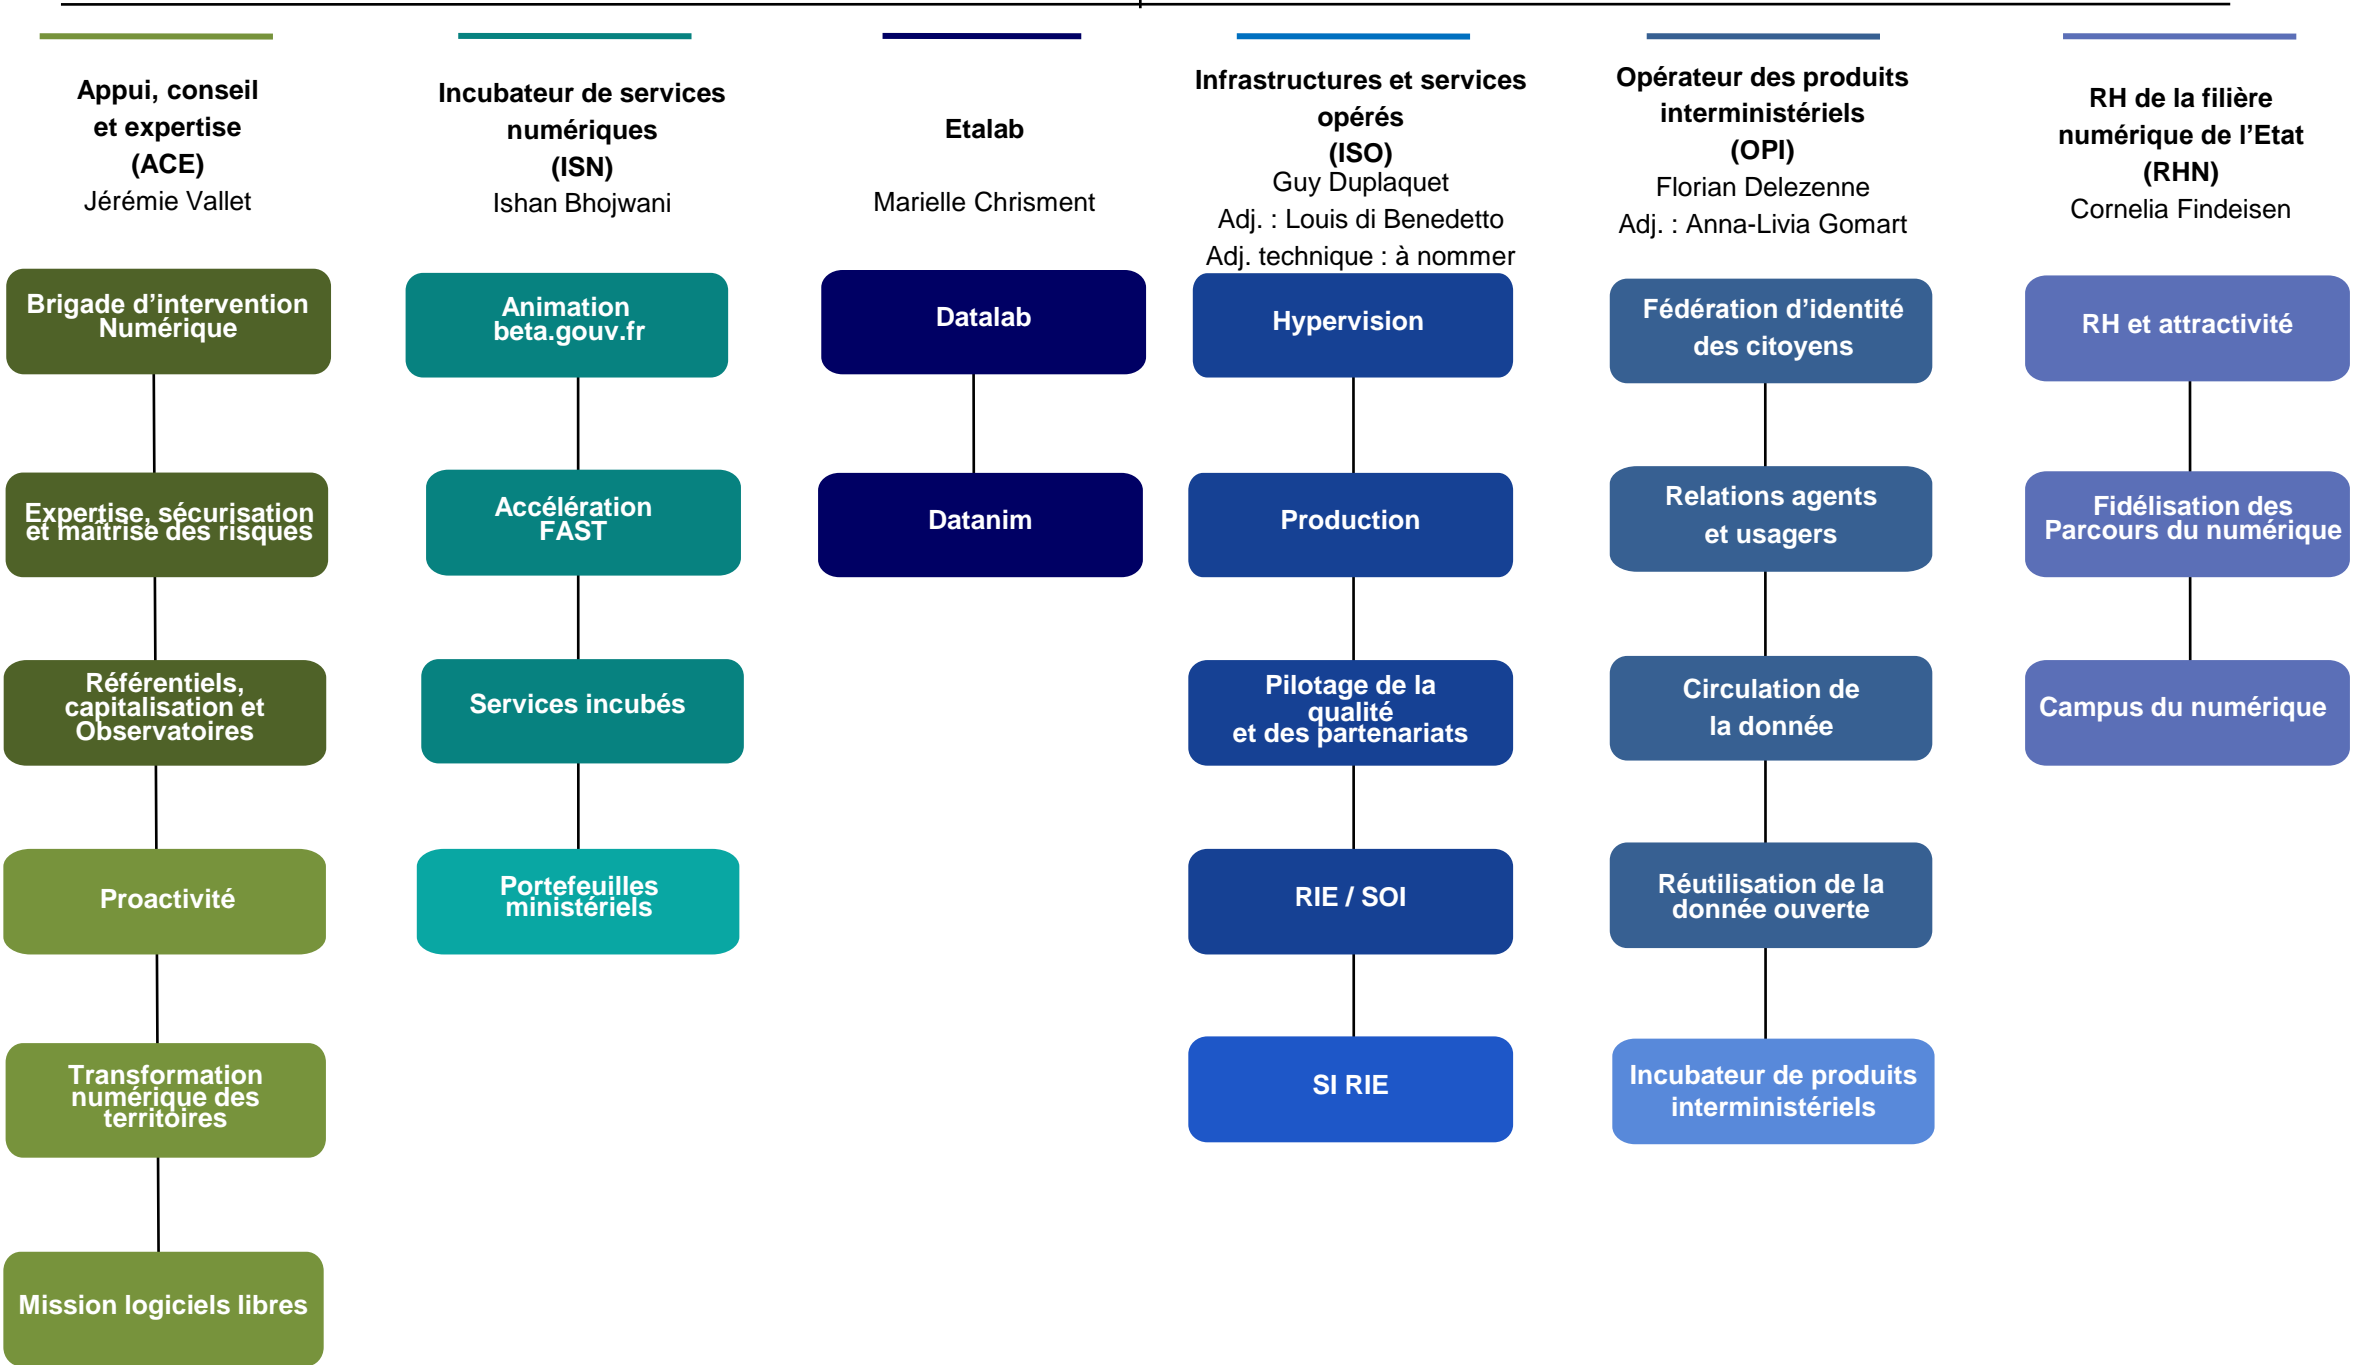 Appui, conseil
et expertise
(ACE)
Jérémie Vallet
Brigade d’intervention
Numérique
Expertise, sécurisation
et maîtrise des risques
Référentiels,
capitalisation et
Observatoires
Proactivité
Transformation
numérique des
territoires
Mission logiciels libres
Incubateur de services
numériques
(ISN)
Ishan Bhojwani
Animation
beta.gouv.fr
Accélération
FAST
Services incubés
Portefeuilles
ministériels
Etalab
Marielle Chrisment
Datalab
Datanim
Infrastructures et services
opérés
(ISO)
Guy Duplaquet
Adj. : Louis di Benedetto
Adj. technique : à nommer
Hypervision
Production
Pilotage de la
qualité
et des partenariats
RIE / SOI
SI RIE
Opérateur des produits
interministériels
(OPI)
Florian Delezenne
Adj. : Anna-Livia Gomart
Fédération d’identité
des citoyens
Relations agents
et usagers
Circulation de
la donnée
Réutilisation de la
donnée ouverte
Incubateur de produits
interministériels
RH de la filière
numérique de l’Etat
(RHN)
Cornelia Findeisen
RH et attractivité
Fidélisation des
Parcours du numérique
Campus du numérique